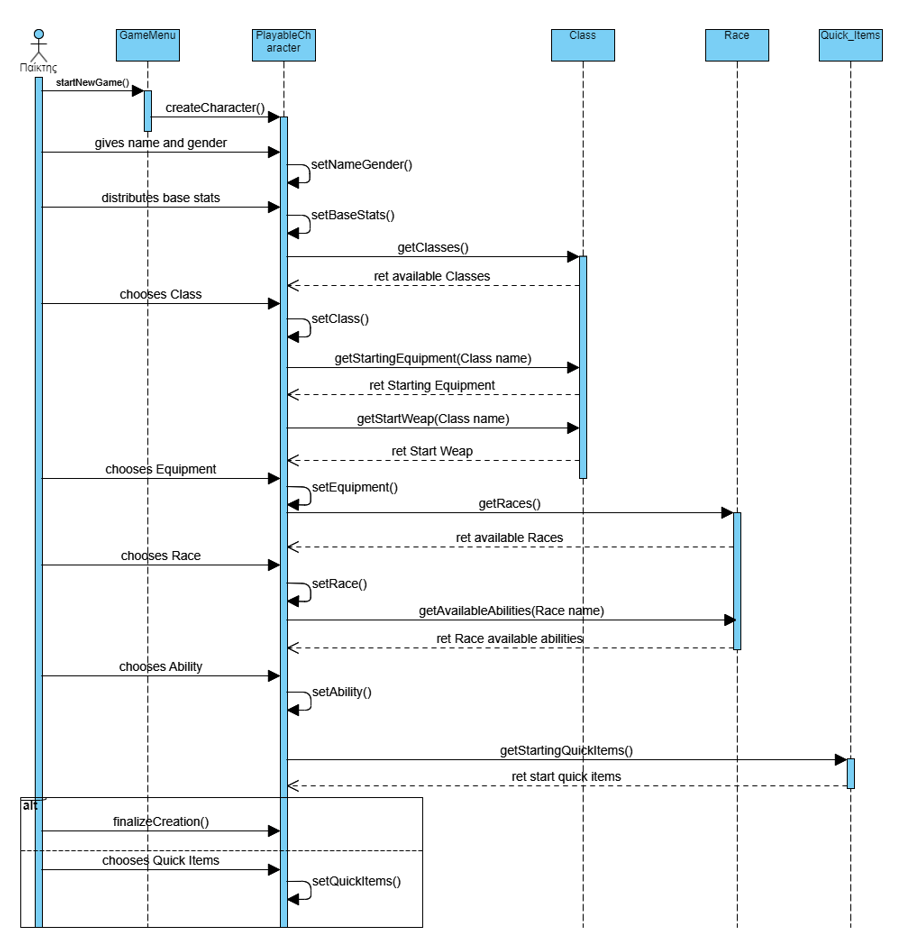 GameMenu
PlayableCh
aracter
Class
Race
Quick_Items
Παίκτης
startNewGame()
createCharacter()
gives name and gender
setNameGender()
distributes base stats
setBaseStats()
getClasses()
ret available Classes
chooses Class
setClass()
getStartingEquipment(Class name)
ret Starting Equipment
getStartWeap(Class name)
ret Start Weap
chooses Equipment
setEquipment()
getRaces()
ret available Races
chooses Race
setRace()
getAvailableAbilities(Race name)
ret Race available abilities
chooses Ability
setAbility()
getStartingQuickItems()
ret start quick items
alt
finalizeCreation()
chooses Quick Items
setQuickItems()